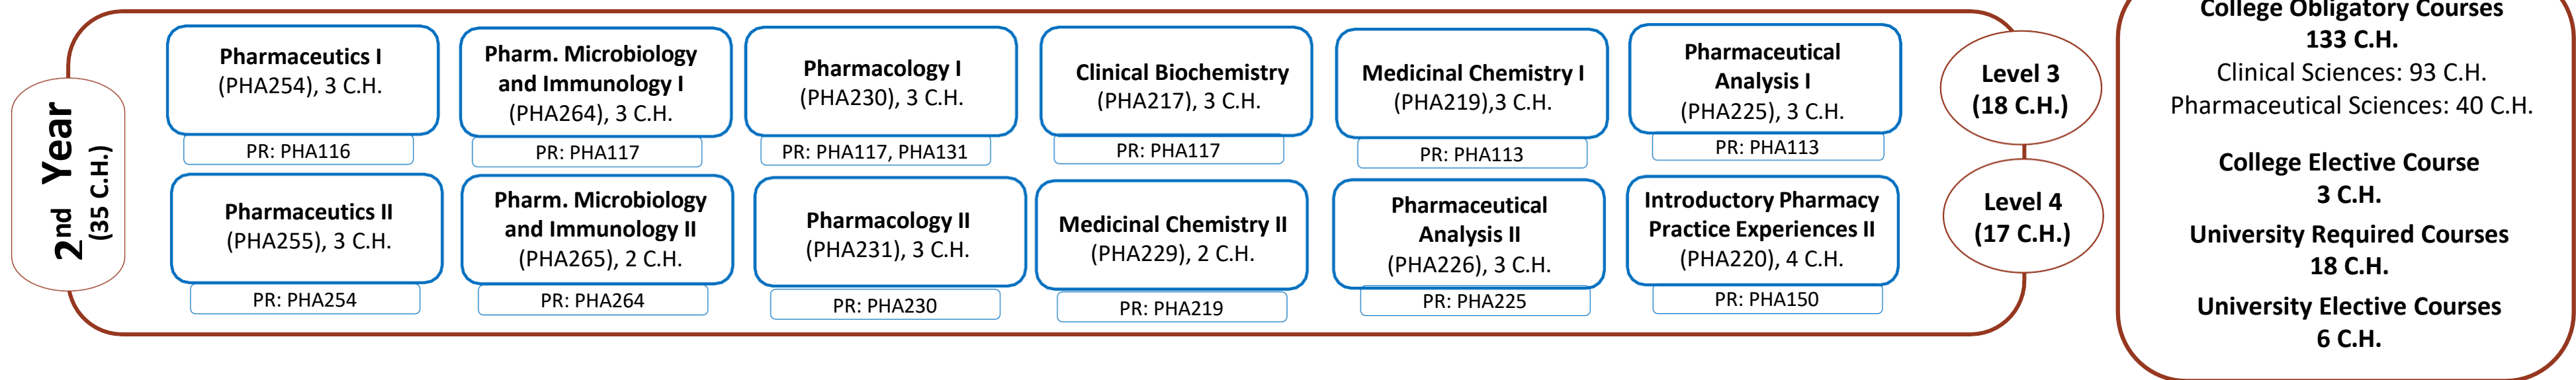 2nd Year
(35 C.H.)
Pharmaceutics I
(PHA254), 3 C.H.
PR: PHA116
Pharm. Microbiology
and Immunology I
(PHA264), 3 C.H.
PR: PHA117
Pharmacology I
(PHA230), 3 C.H.
PR: PHA117, PHA131
Clinical Biochemistry
(PHA217), 3 C.H.
PR: PHA117
Medicinal Chemistry I
(PHA219),3 C.H.
PR: PHA113
Pharmaceutical
Analysis I
(PHA225), 3 C.H.
PR: PHA113
Level 3
(18 C.H.)
Pharmaceutics II
(PHA255), 3 C.H.
PR: PHA254
Pharm. Microbiology
and Immunology II
(PHA265), 2 C.H.
PR: PHA264
Pharmacology II
(PHA231), 3 C.H.
PR: PHA230
Medicinal Chemistry II
(PHA229), 2 C.H.
PR: PHA219
Pharmaceutical
Analysis II
(PHA226), 3 C.H.
PR: PHA225
Introductory Pharmacy
Practice Experiences II
(PHA220), 4 C.H.
PR: PHA150
Level 4
(17 C.H.)
College Obligatory Courses
133 C.H.
Clinical Sciences: 93 C.H.
Pharmaceutical Sciences: 40 C.H.
College Elective Course
3 C.H.
University Required Courses
18 C.H.
University Elective Courses
6 C.H.